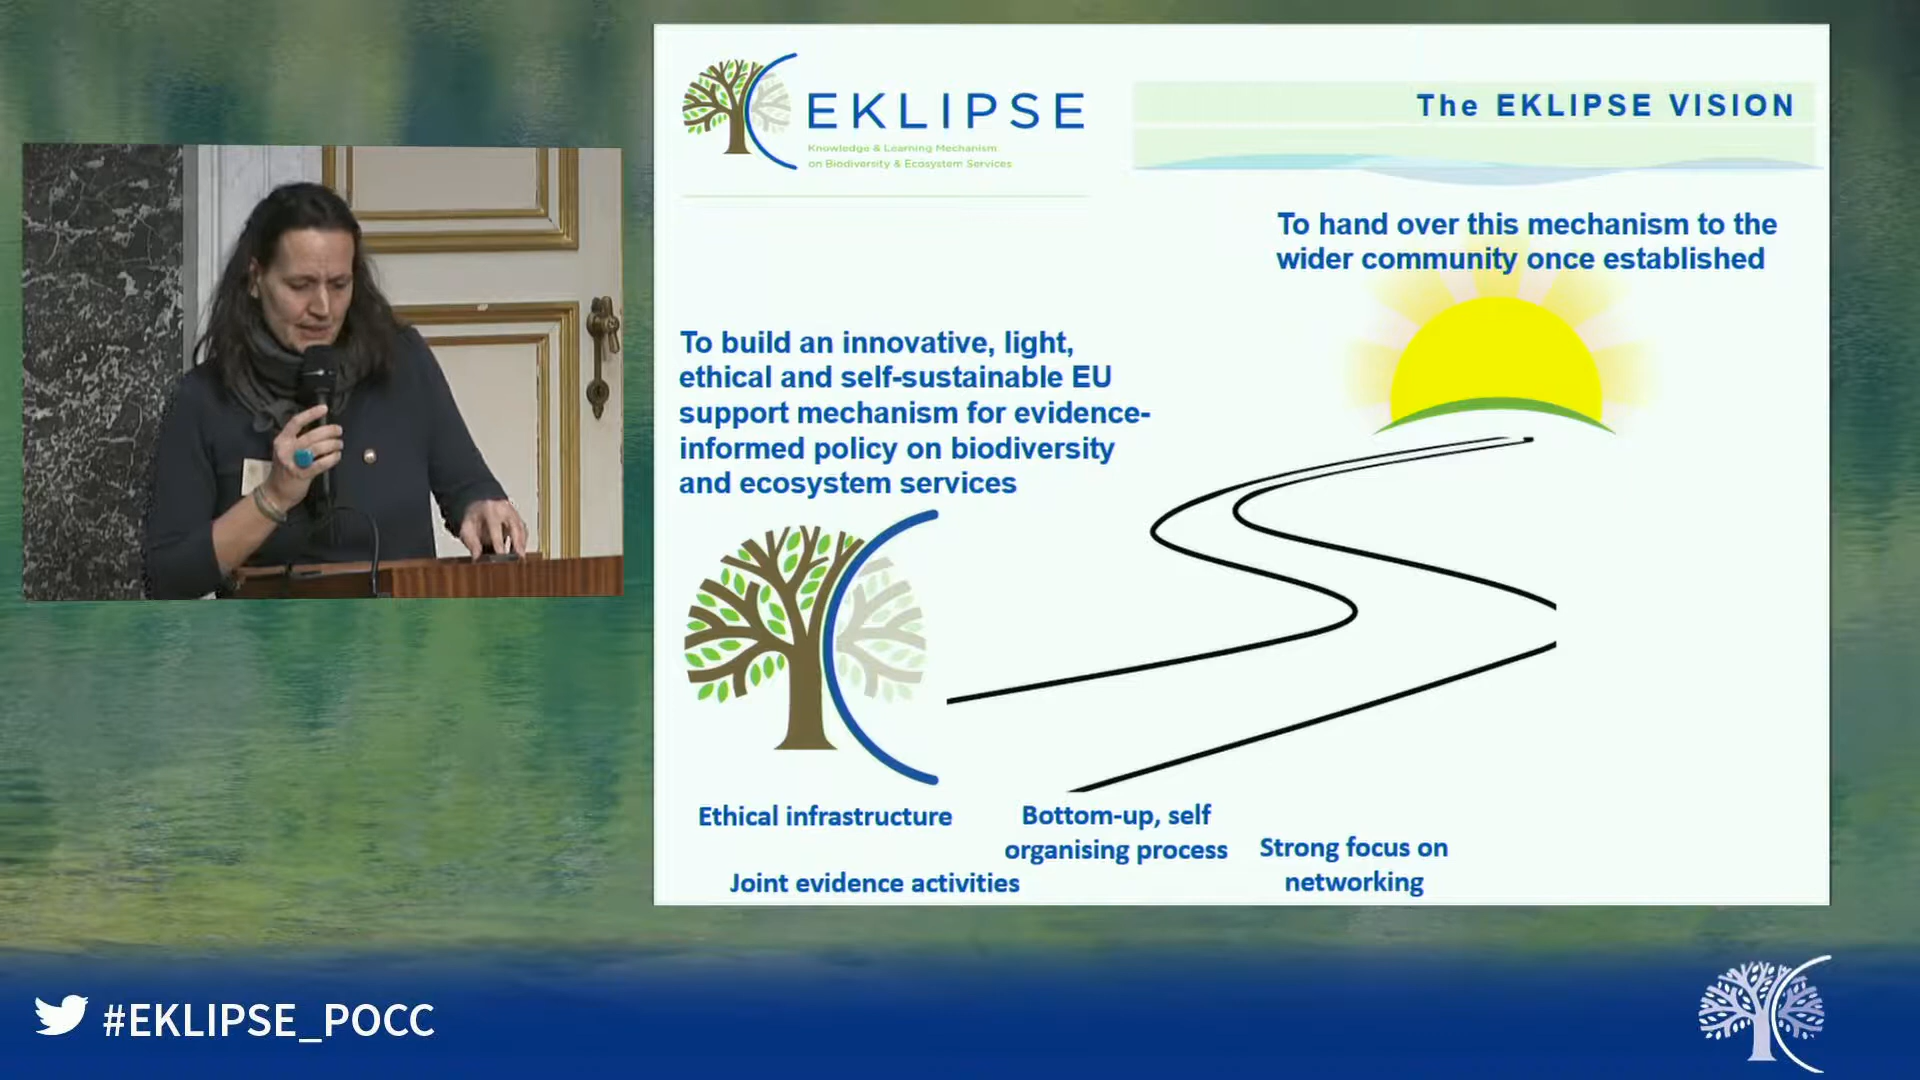 EKLIPSE
Knowledge & Learning Mechanism
on Biodiversity & Ecosystem Services
The EKLIPSE VISION
To hand over this mechanism to the
wider community once established
To build an innovative, light,
ethical and self-sustainable EU
support mechanism for evidence-
informed policy on biodiversity
and ecosystem services
Ethical infrastructure
Bottom-up, self
organising process
Strong focus on
networking
Joint evidence activities
#EKLIPSE_POCC